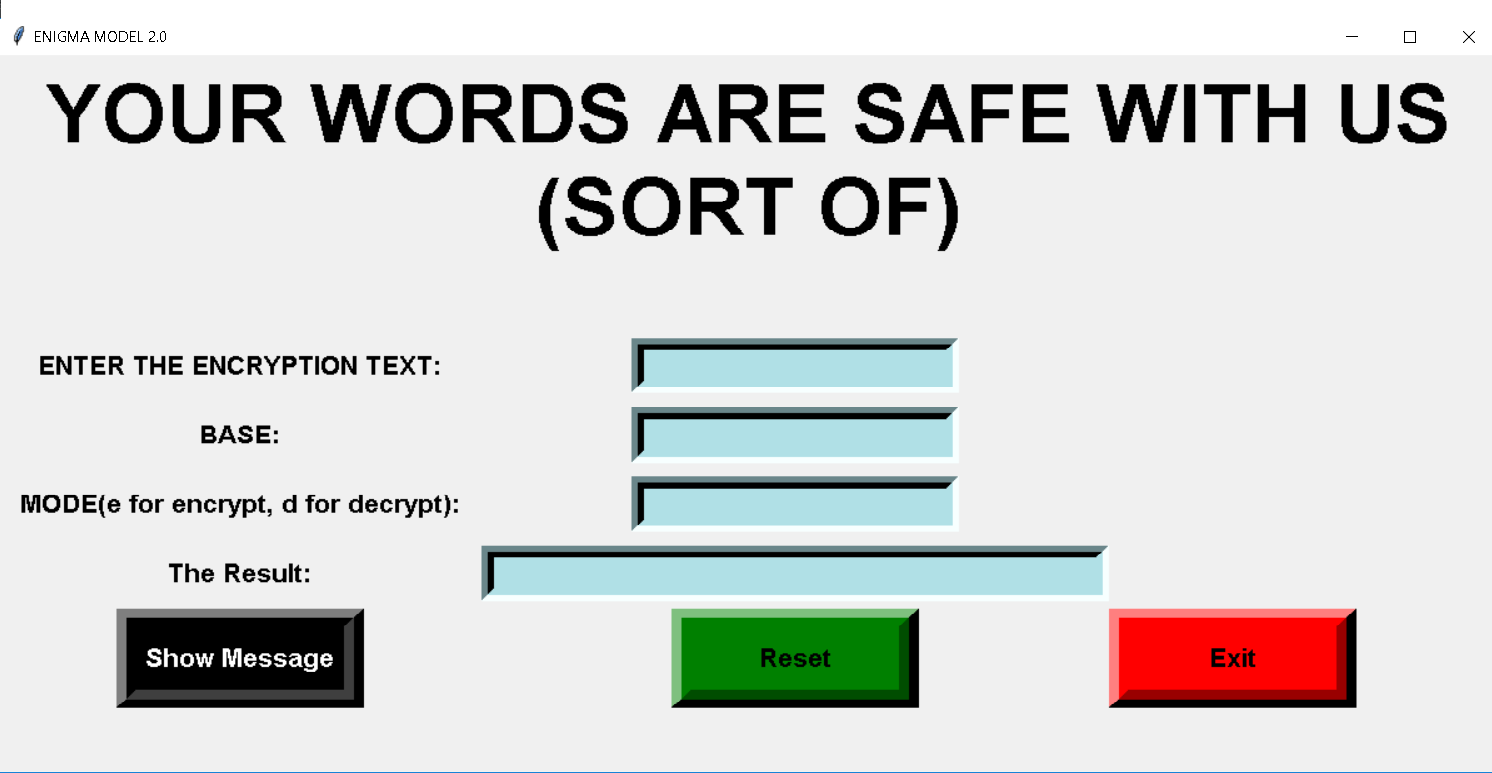 ENIGMA MODEL 2.0
YOUR WORDS ARE SAFE WITH US
(SORT OF)
ENTER THE ENCRYPTION TEXT:
BASE:
MODE(e for encrypt, d for decrypt):
The Result:
Show Message
Reset
Exit